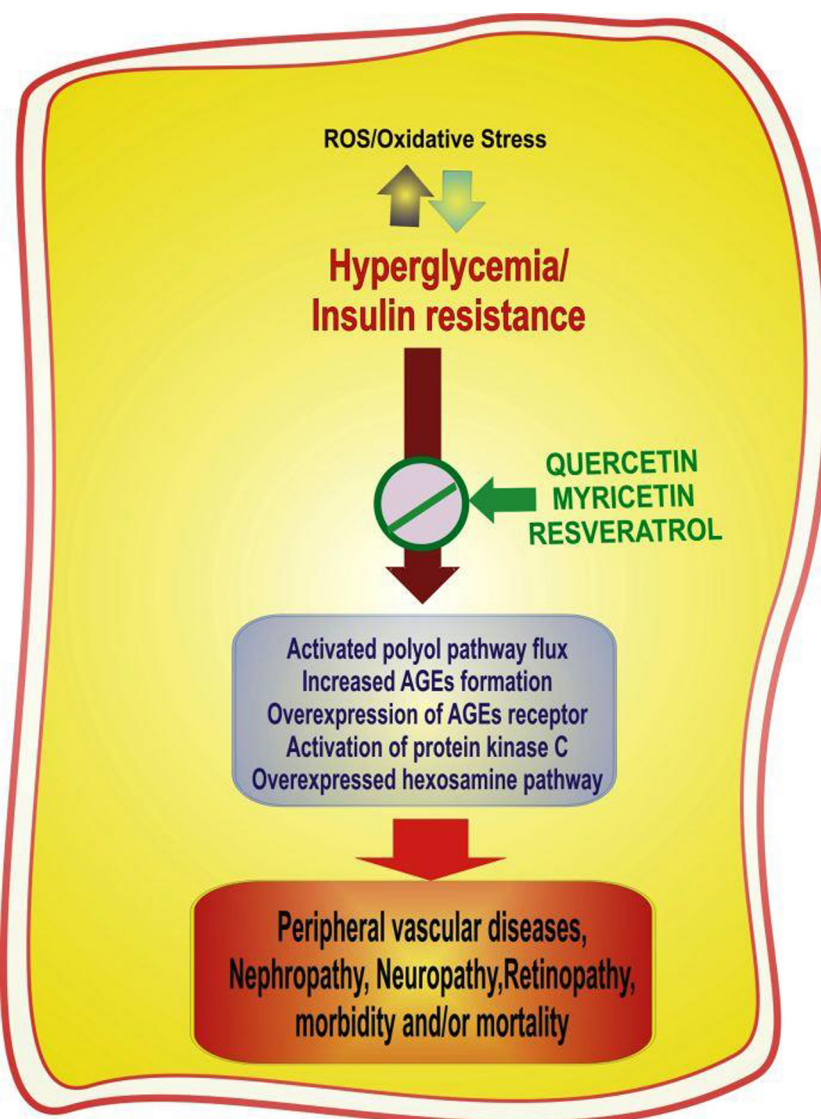 ROS/Oxidative Stress
Hyperglycemia/
Insulin resistance
QUERCETIN
MYRICETIN
RESVERATROL
Activated polyol pathway flux
Increased AGEs formation
Overexpression of AGEs receptor
Activation of protein kinase C
Overexpressed hexosamine pathway
Peripheral vascular diseases,
Nephropathy, Neuropathy,Retinopathy,
morbidity and/or mortality